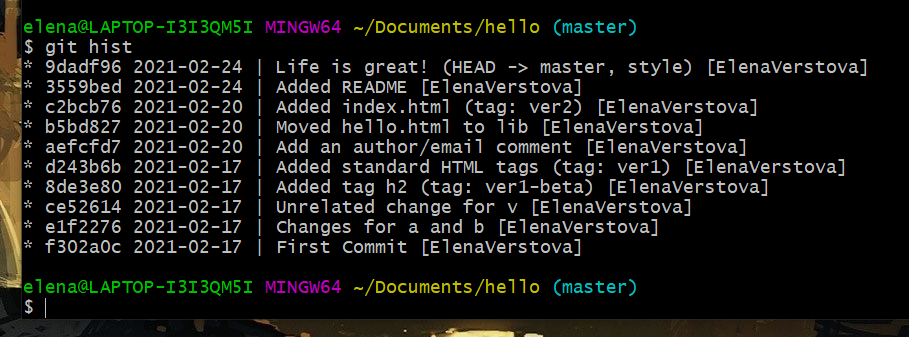 elena@LAPTOP-I3I3QM5I MINGW64 ~/Documents/hello (master)
$ git hist
* 9dadf96 2021-02-24 | Life is great! (HEAD -> master, style) [ElenaVerstova]
* 3559bed 2021-02-24 | Added README [ElenaVerstova]
* c2bcb76 2021-02-20 | Added index.html (tag: ver2) [ElenaVerstova]
* b5bd827 2021-02-20 | Moved hello.html to lib [ElenaVerstova]
* aefcfd7 2021-02-20 | Add an author/email comment [ElenaVerstova]
* d243b6b 2021-02-17 | Added standard HTML tags (tag: ver1) [ElenaVerstova]
* 8de3e80 2021-02-17 | Added tag h2 (tag: ver1-beta) [ElenaVerstova]
* ce52614 2021-02-17 | Unrelated change for v [ElenaVerstova]
* e1f2276 2021-02-17 | Changes for a and b [ElenaVerstova]
* f302a0c 2021-02-17 | First Commit [ElenaVerstova]
elena@LAPTOP-I3I3QM5I MINGW64 ~/Documents/hello (master)
$